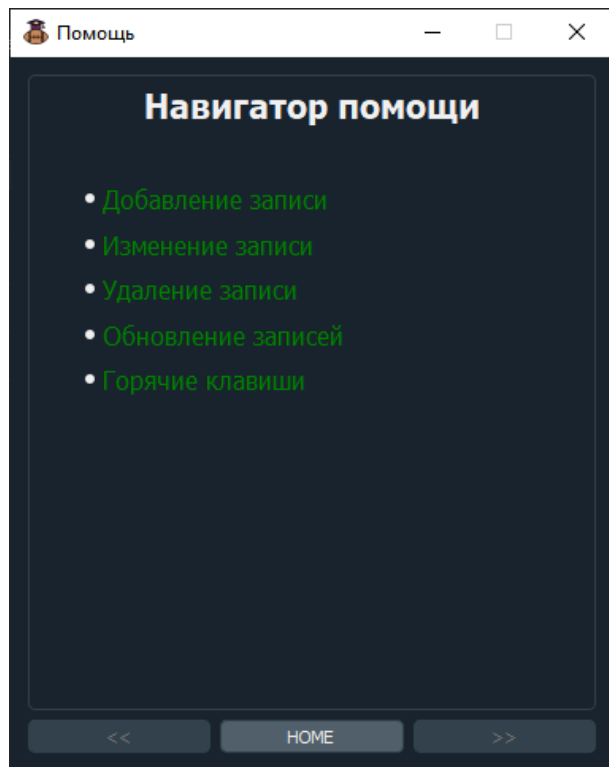 Помощь
Навигатор помощи
Добавление записи
Изменение записи
Удаление записи
Обновление записей
Горячие клавиши
<< HOME >>